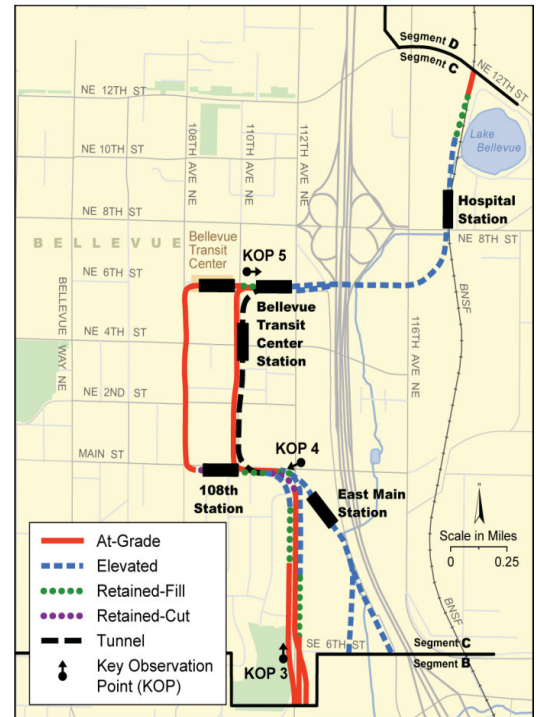 Segment D
Segment C
NE 12TH ST
NE 12TH ST
108TH AVE NE
110TH AVE NE
112TH AVE NE
NE 10TH ST
Lake
Bellevue
Hospital
Station
NE 8TH ST
NE 8TH ST
BELLEVUE
Bellevue
Transit
Center
KOP 5
NE 6TH ST
BELLEVUE
WAY NE
Bellevue
Transit
Center
Station
116TH AVE NE
BNSF
NE 4TH ST
NE 2ND ST
KOP 4
MAIN ST
108th
Station
East Main
Station
Scale in Miles
0 0.25
BNSF
At-Grade
Elevated
Retained-Fill
Retained-Cut
Tunnel
Key Observation
Point (KOP)
SE 6TH ST
KOP 3
Segment C
Segment B